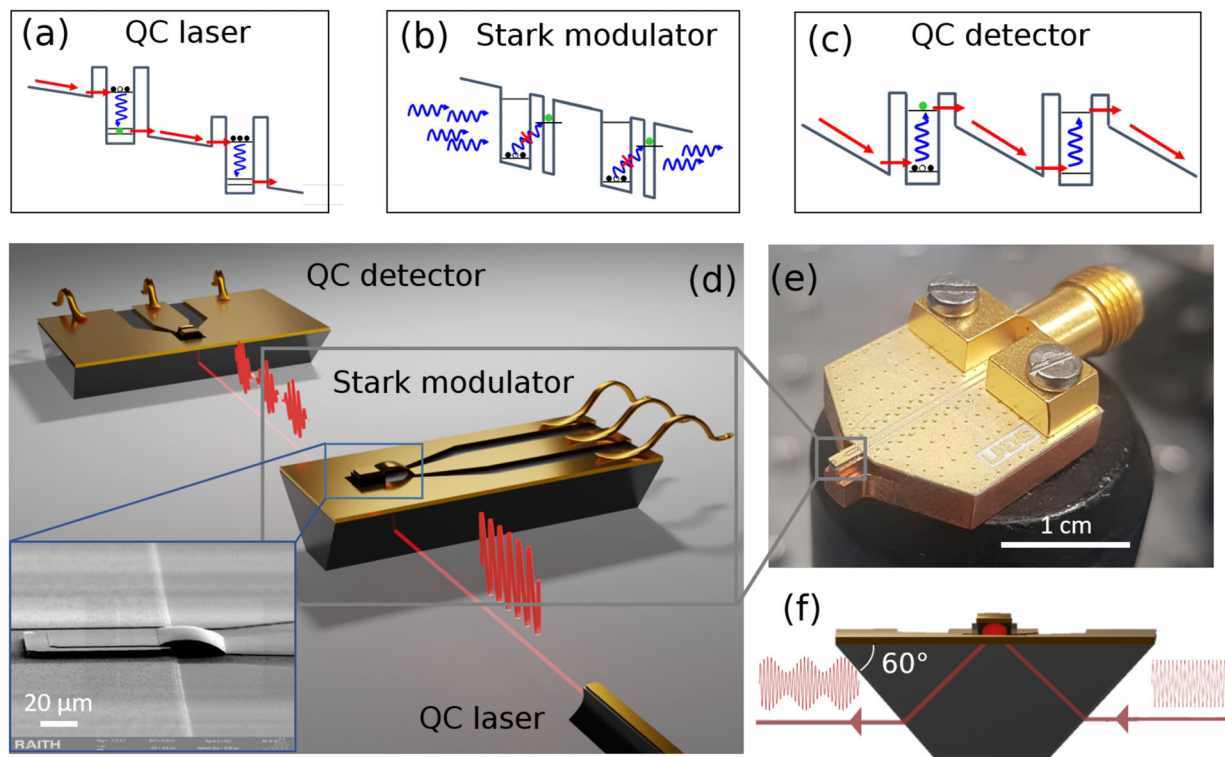 (a) QC laser
(b) Stark modulator
(c) QC detector
QC detector
(d)
Stark modulator
QC laser
20 µm
RAITH
(e)
1 cm
(f)
60°